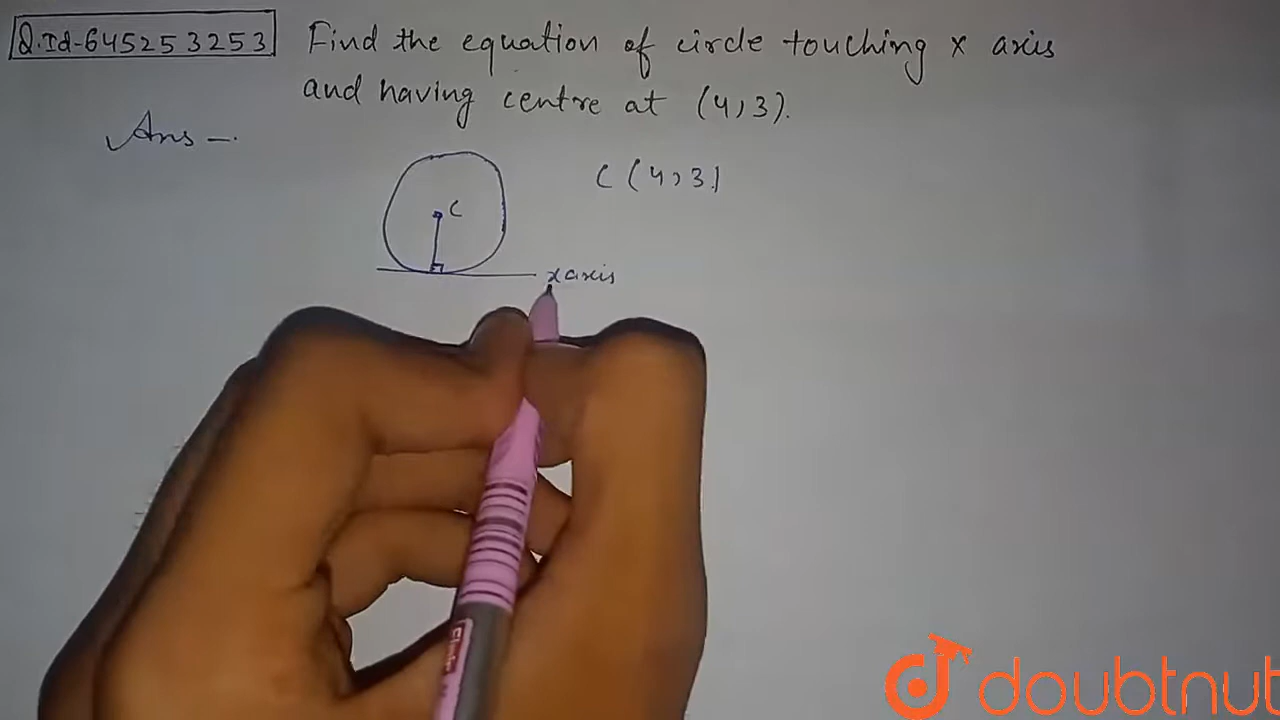 Q.Id-645253253 Find the equation of circle touching x axis
and having centre at (4,3).
Ans –.
C (4,3)
C
x axis
doubtnut